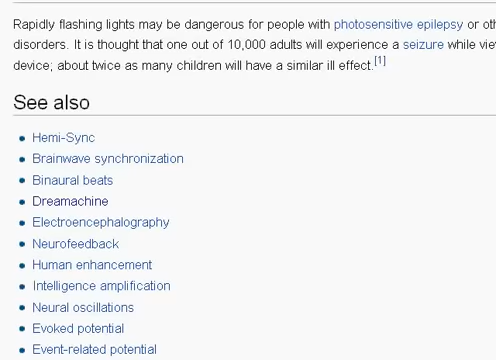 Rapidly flashing lights may be dangerous for people with photosensitive epilepsy or
disorders. It is thought that one out of 10,000 adults will experience a seizure while
device; about twice as many children will have a similar ill effect.[1]
See also
Hemi-Sync
Brainwave synchronization
Binaural beats
Dreamachine
Electroencephalography
Neurofeedback
Human enhancement
Intelligence amplification
Neural oscillations
Evoked potential
Event-related potential